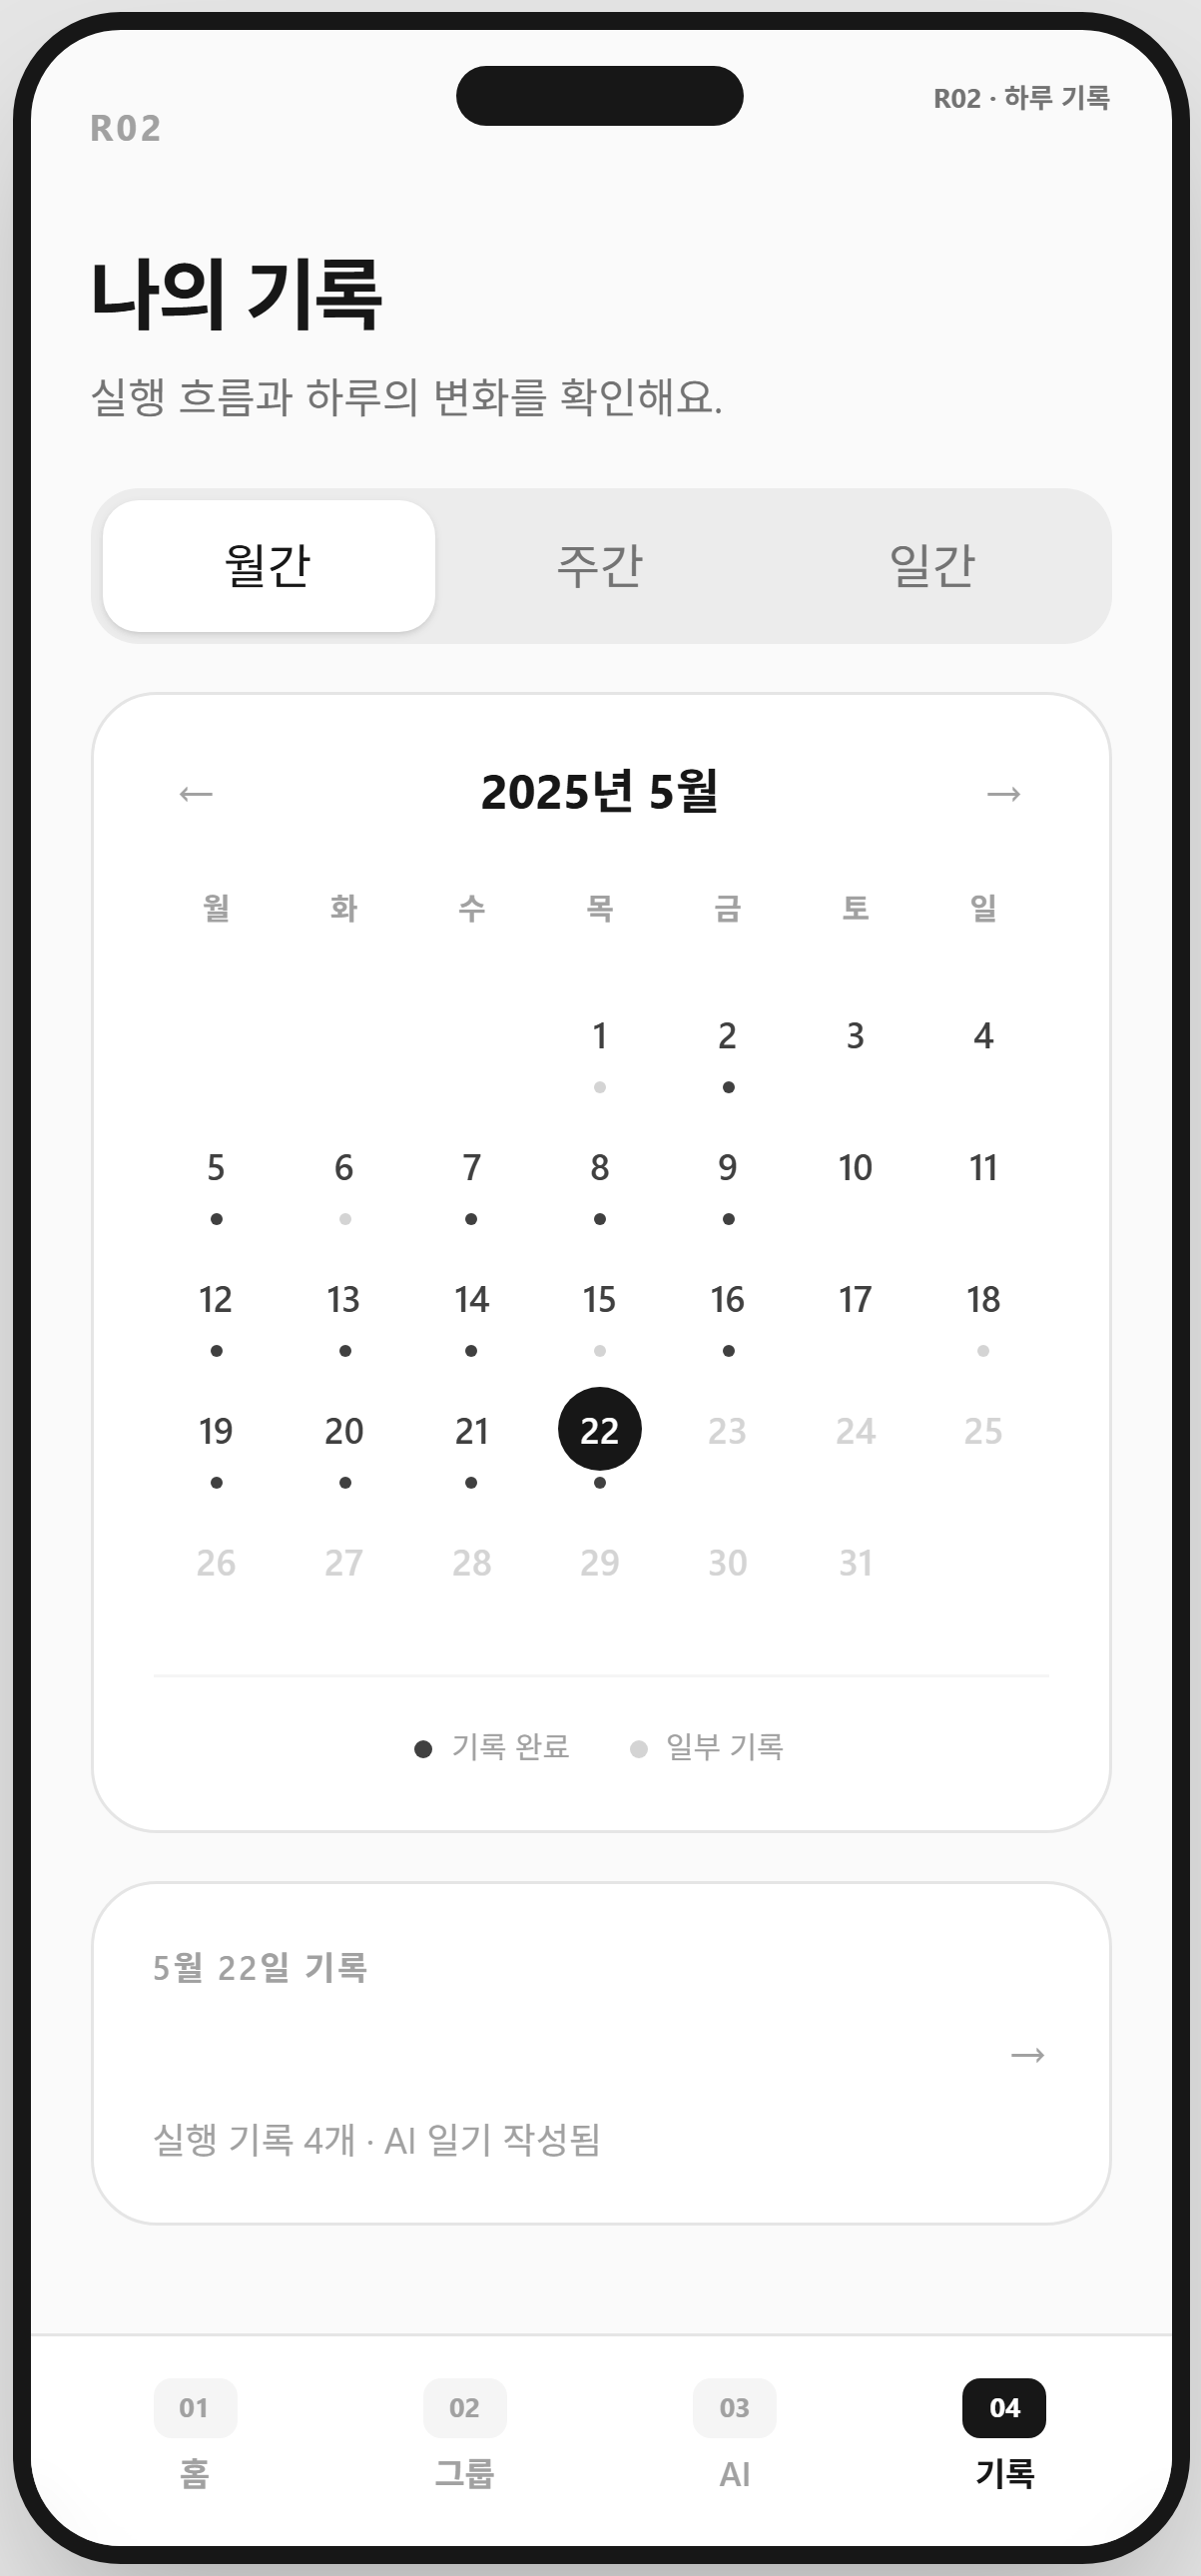 R02 · 하루 기록
R02
나의 기록
실행 흐름과 하루의 변화를 확인해요.
월간 주간 일간
← 2025년 5월 →
월 화 수 목 금 토 일
1 2 3 4
5 6 7 8 9 10 11
12 13 14 15 16 17 18
19 20 21 22 23 24 25
26 27 28 29 30 31
기록 완료 일부 기록
5월 22일 기록
→
실행 기록 4개 · AI 일기 작성됨
01 02 03 04
홈 그룹 AI 기록